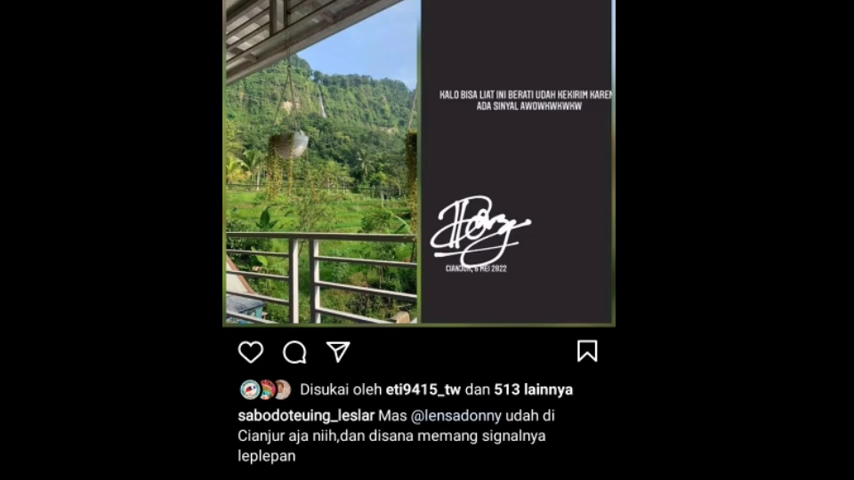 KALO BISA LIAT INI BERATI UDAH KEKIRIM KAREN
ADA SINYAL AWOWKWKWKW
CIANJUR, 6 MEI 2022
Disukai oleh eti9415_tw dan 513 lainnya
sabodoteuing_leslar Mas @lensadonny udah di
Cianjur aja niih,dan disana memang signalnya
leplepan